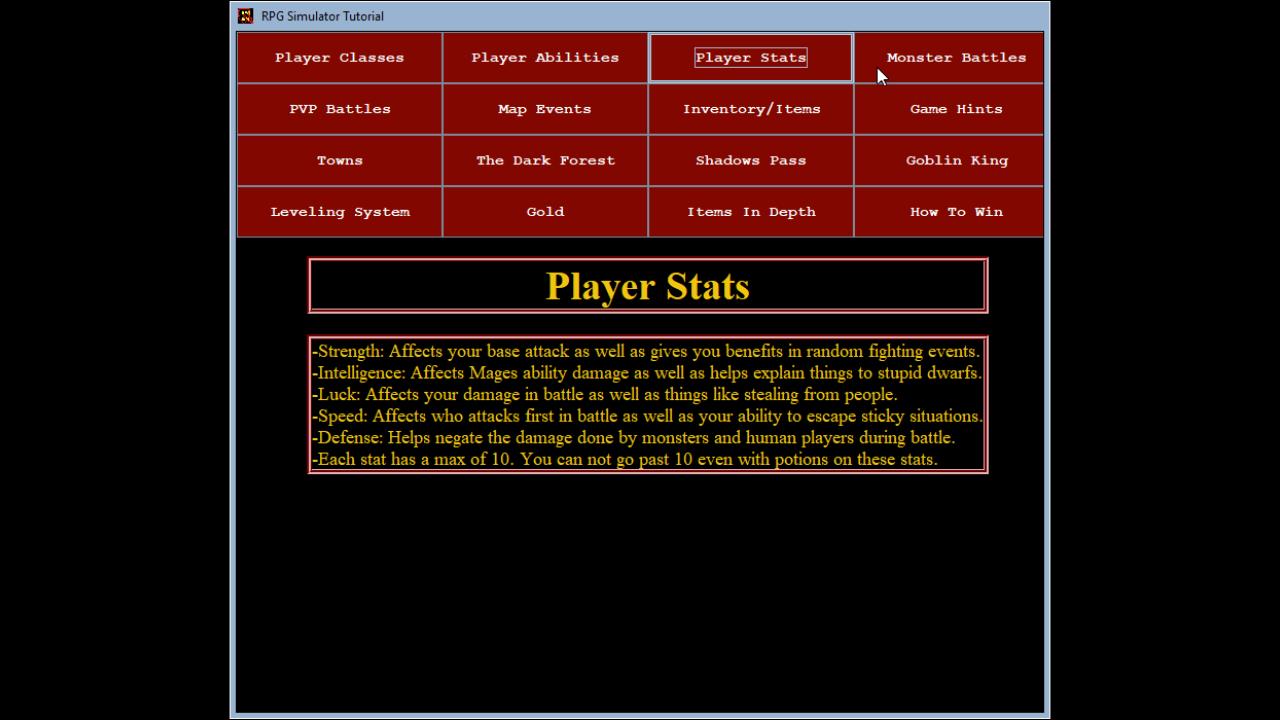 RPG Simulator Tutorial
Player Classes Player Abilities Player Stats Monster Battles
PVP Battles Map Events Inventory/Items Game Hints
Towns The Dark Forest Shadows Pass Goblin King
Leveling System Gold Items In Depth How To Win
Player Stats
-Strength: Affects your base attack as well as gives you benefits in random fighting events.
-Intelligence: Affects Mages ability damage as well as helps explain things to stupid dwarfs.
-Luck: Affects your damage in battle as well as things like stealing from people.
-Speed: Affects who attacks first in battle as well as your ability to escape sticky situations.
-Defense: Helps negate the damage done by monsters and human players during battle.
-Each stat has a max of 10. You can not go past 10 even with potions on these stats.